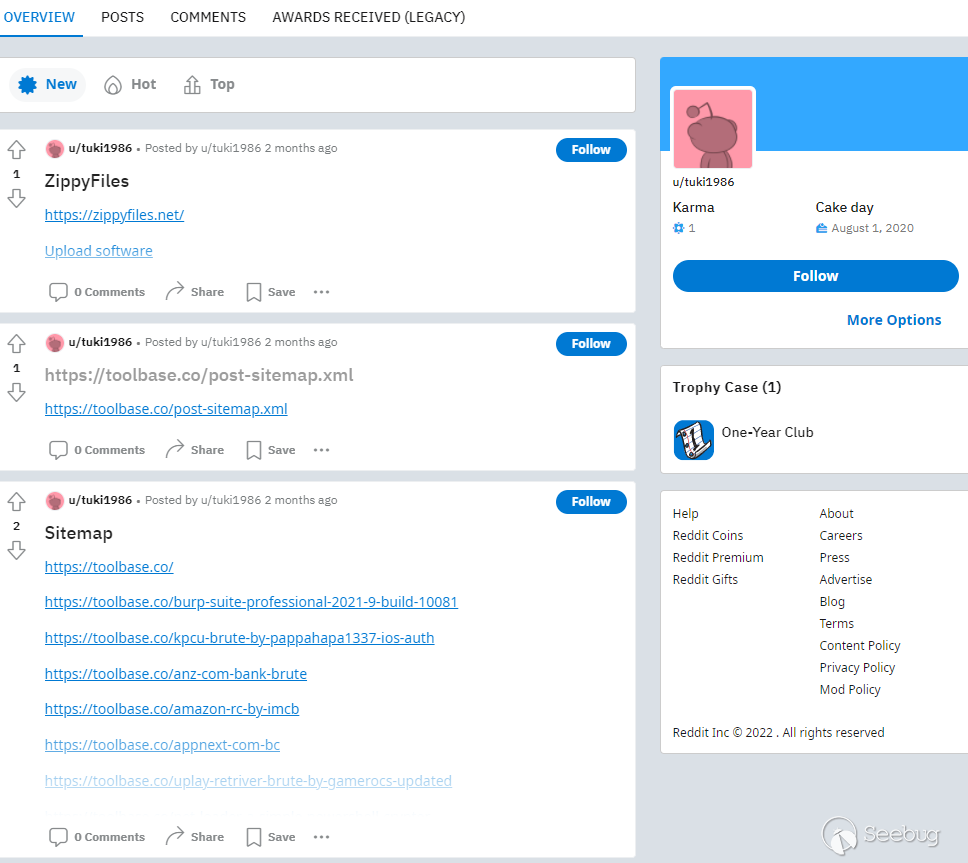 OVERVIEW POSTS COMMENTS AWARDS RECEIVED (LEGACY)
New Hot Top
u/tuki1986 • Posted by u/tuki1986 2 months ago
Follow
1
ZippyFiles
https://zippyfiles.net/
Upload software
0 Comments Share Save
u/tuki1986 • Posted by u/tuki1986 2 months ago
Follow
1
https://toolbase.co/post-sitemap.xml
https://toolbase.co/post-sitemap.xml
0 Comments Share Save
u/tuki1986 • Posted by u/tuki1986 2 months ago
Follow
2
Sitemap
https://toolbase.co/
https://toolbase.co/burp-suite-professional-2021-9-build-10081
https://toolbase.co/kpcu-brute-by-pappahapa1337-ios-auth
https://toolbase.co/anz-com-bank-brute
https://toolbase.co/amazon-rc-by-imcb
https://toolbase.co/appnext-com-bc
https://toolbase.co/uplay-retriver-brute-by-gamerocs-updated
0 Comments Share Save
u/tuki1986
Karma Cake day
1 August 1, 2020
Follow
More Options
Trophy Case (1)
One-Year Club
Help About
Reddit Coins Careers
Reddit Premium Press
Reddit Gifts Advertise
Blog
Terms
Content Policy
Privacy Policy
Mod Policy
Reddit Inc © 2022 . All rights reserved
Seebug